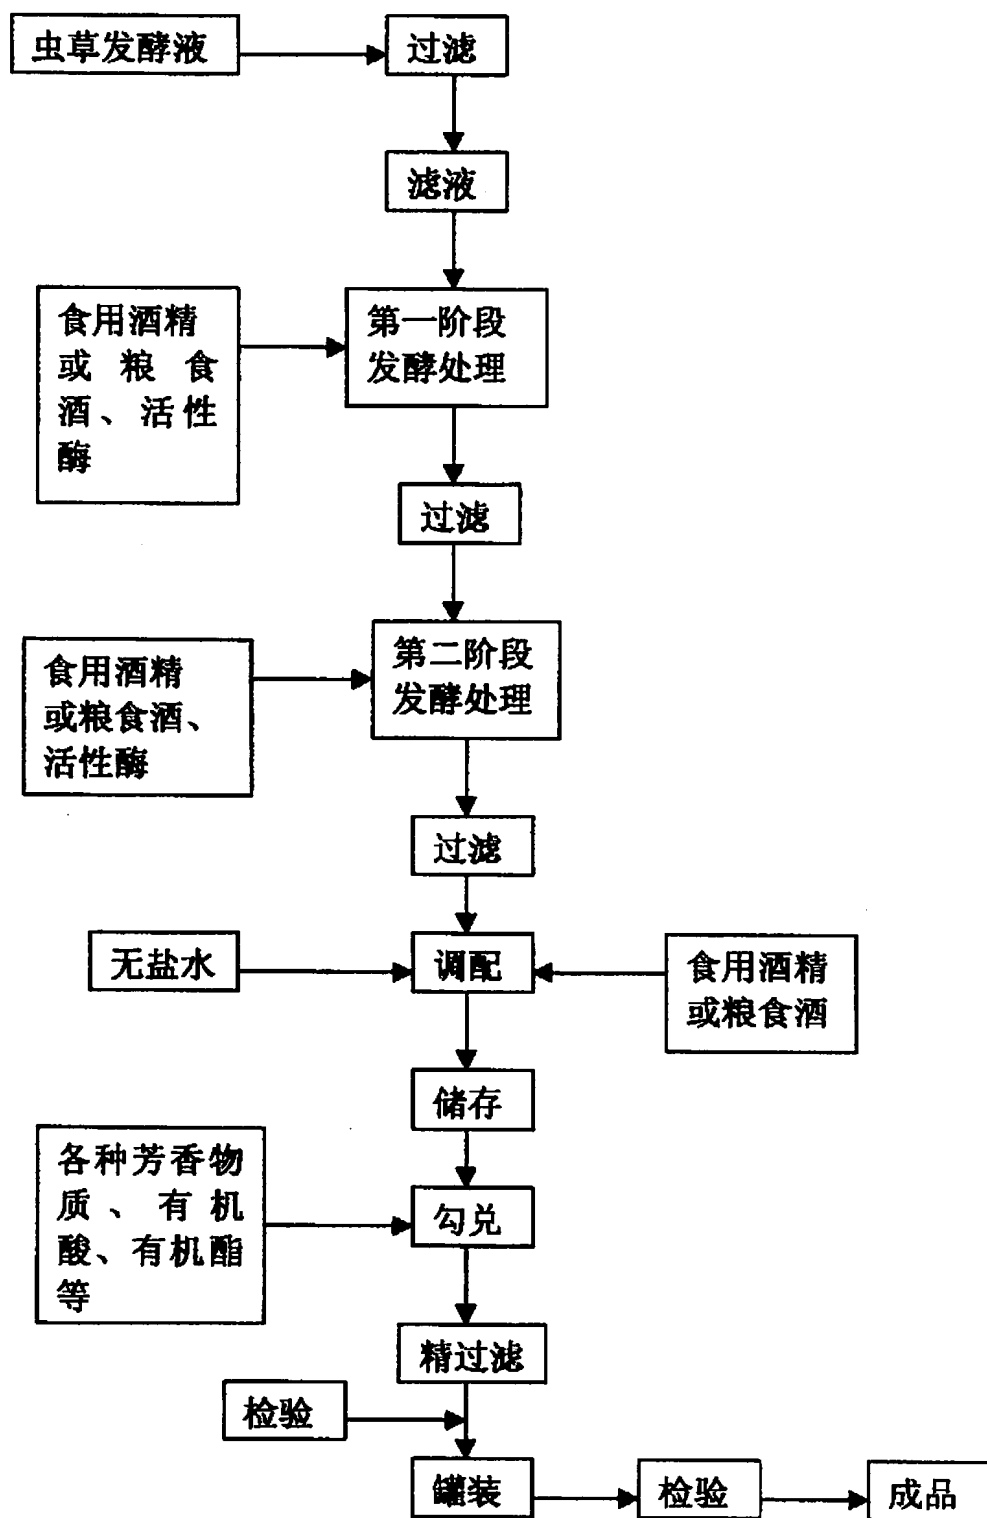 虫草发酵液
过滤
滤液
食用酒精
或粮食
酒、活性
酶
第一阶段
发酵处理
过滤
食用酒精
或粮食酒、
活性酶
第二阶段
发酵处理
过滤
无盐水
调配
食用酒精
或粮食酒
储存
各种芳香物
质、有机
酸、有机酯
等
勾兑
精过滤
检验
罐装
检验
成品